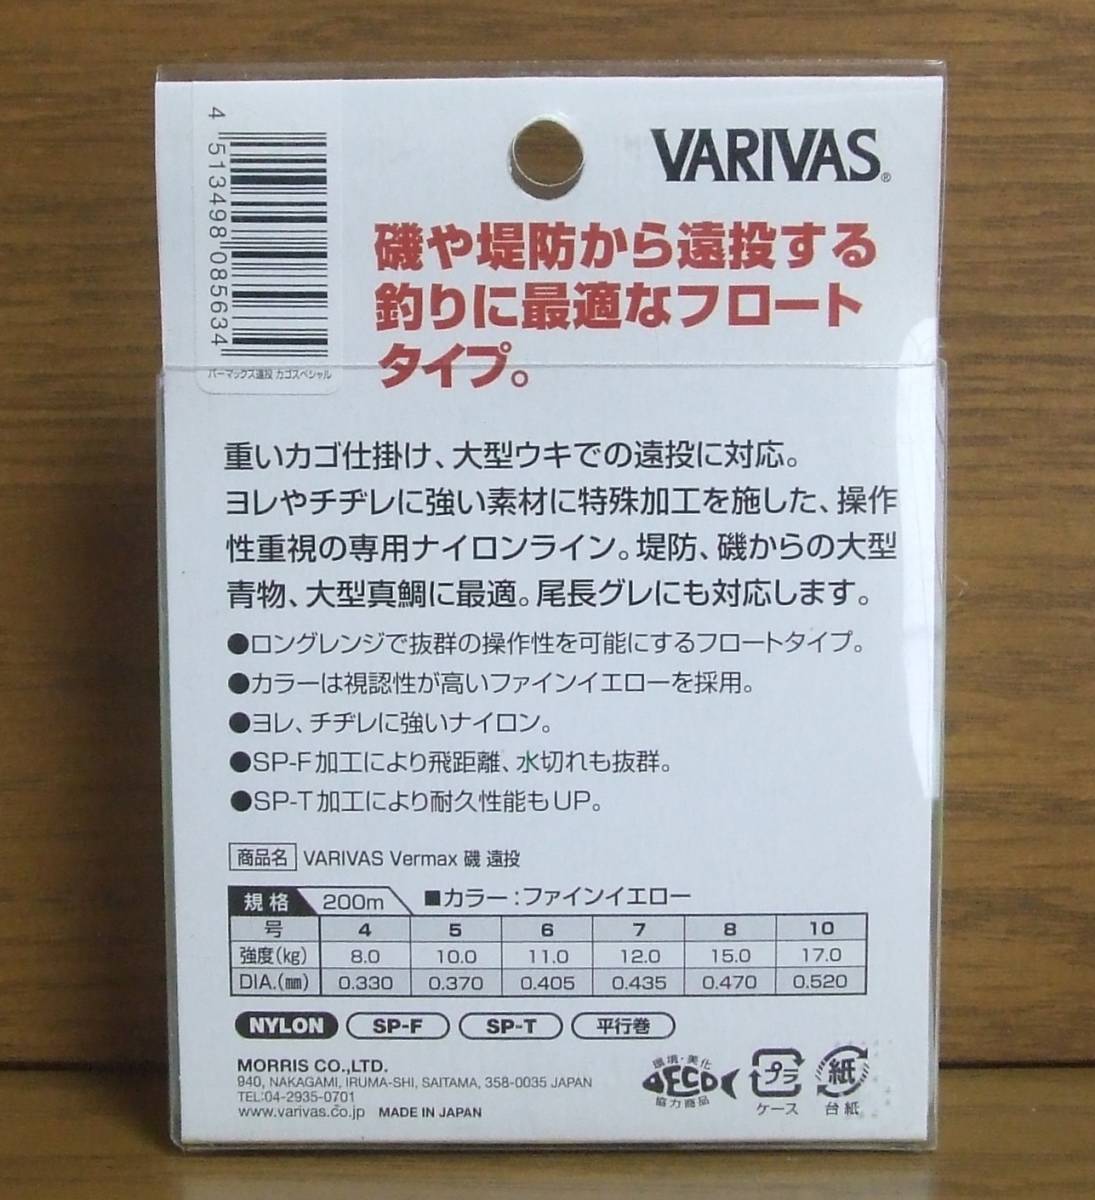 VARIVAS®
4 513498 085634
バーマックス遠投 カゴスペシャル
磯や堤防から遠投する
釣りに最適なフロート
タイプ。
重いカゴ仕掛け、大型ウキでの遠投に対応。
ヨレやチヂレに強い素材に特殊加工を施した、操作
性重視の専用ナイロンライン。堤防、磯からの大型
青物、大型真鯛に最適。尾長グレにも対応します。
●ロングレンジで抜群の操作性を可能にするフロートタイプ。
●カラーは視認性が高いファインイエローを採用。
●ヨレ、チヂレに強いナイロン。
●SP-F加工により飛距離、水切れも抜群。
●SP-T加工により耐久性能もUP。
商品名 VARIVAS Vermax 磯 遠投
規格 200m ■カラー:ファインイエロー
号 4 5 6 7 8 10
強度(kg) 8.0 10.0 11.0 12.0 15.0 17.0
DIA.(mm) 0.330 0.370 0.405 0.435 0.470 0.520
NYLON SP-F SP-T 平行巻
MORRIS CO.,LTD.
940, NAKAGAMI, IRUMA-SHI, SAITAMA, 358-0035 JAPAN
TEL:04-2935-0701
www.varivas.co.jp MADE IN JAPAN
環境・美化
ECO
協力商品
プラ
ケース
紙
台紙